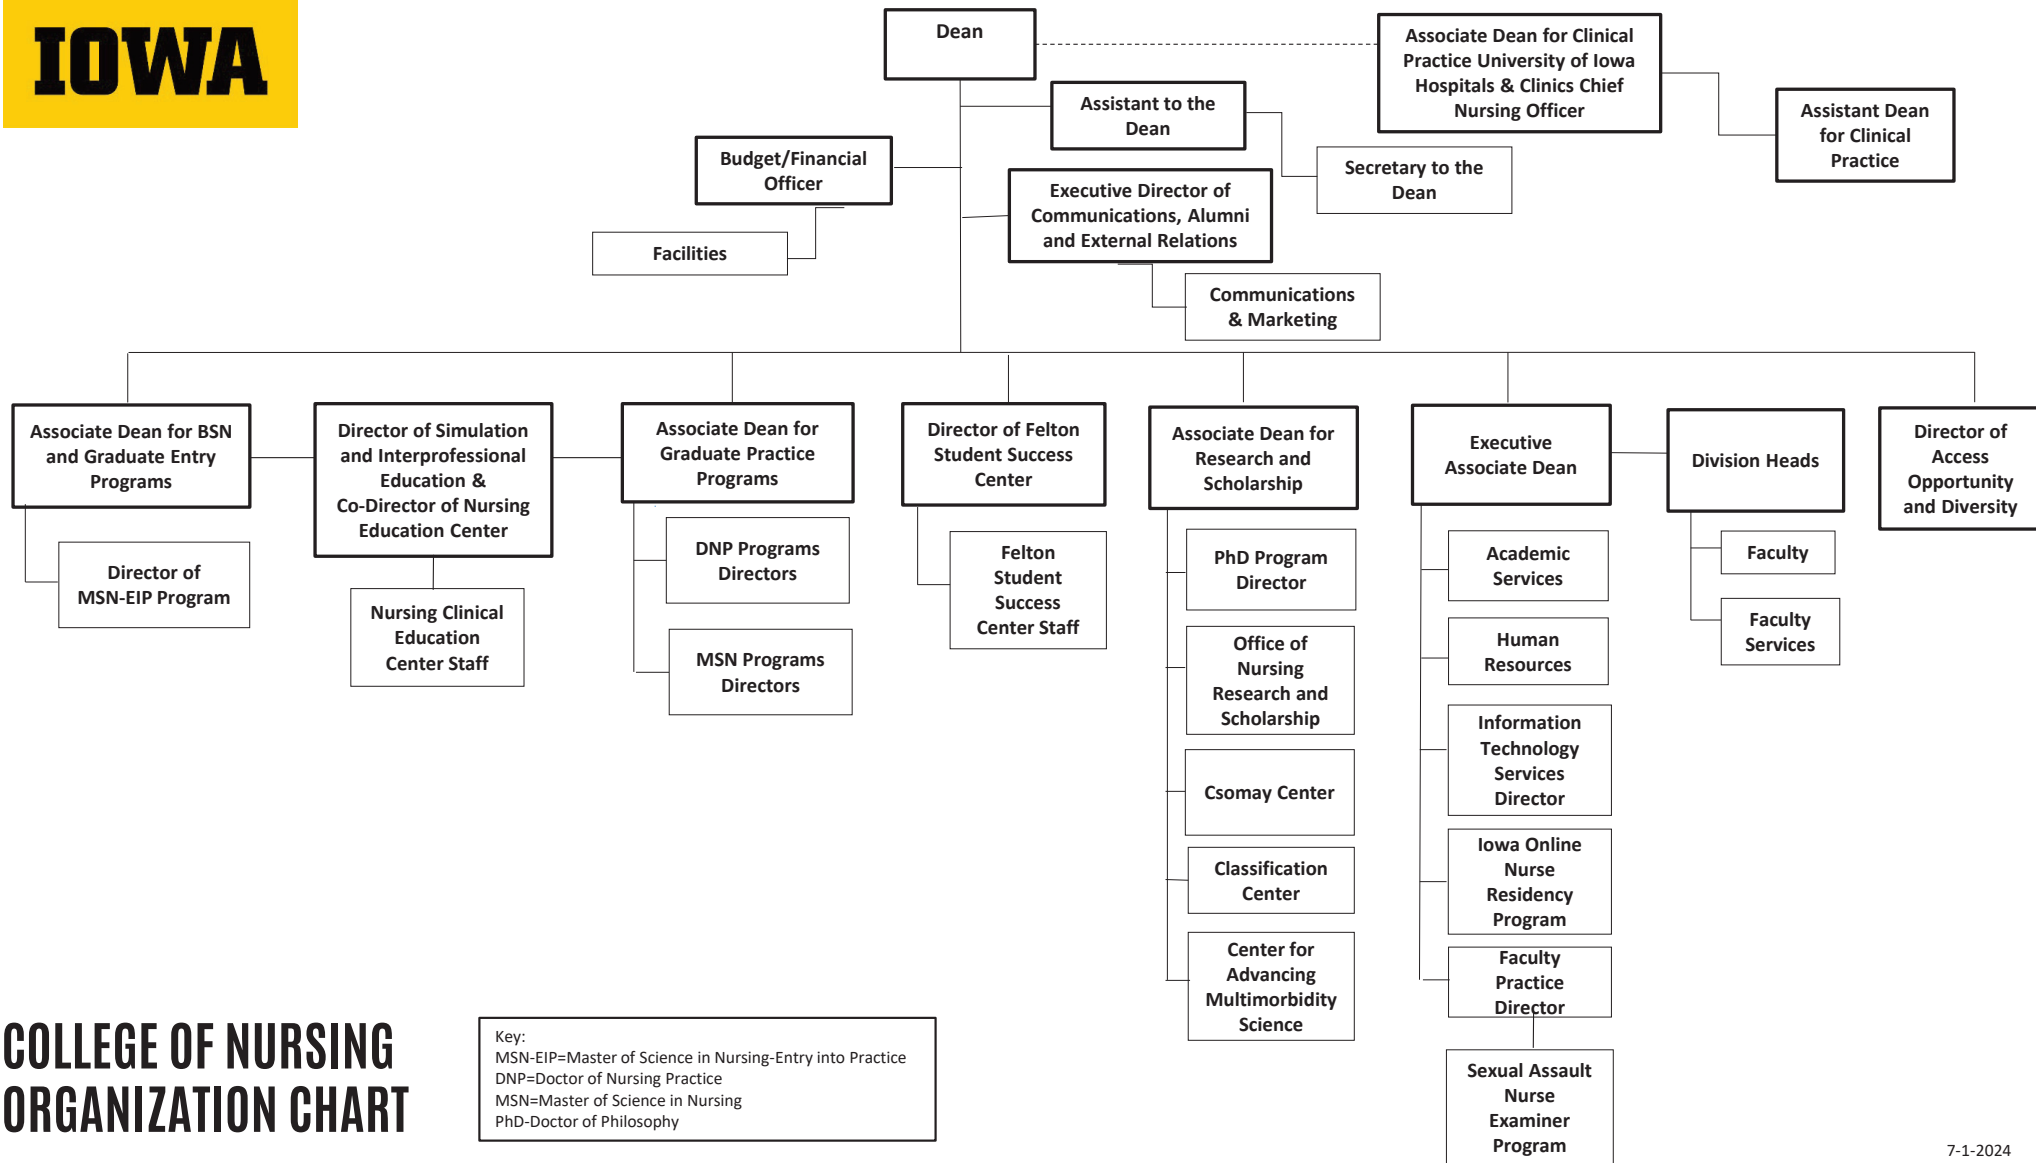 IOWA
Dean
Associate Dean for Clinical
Practice University of Iowa
Hospitals & Clinics Chief
Nursing Officer
Assistant to the
Dean
Assistant Dean
for Clinical
Practice
Budget/Financial
Officer
Secretary to the
Dean
Executive Director of
Communications, Alumni
and External Relations
Facilities
Communications
& Marketing
Associate Dean for BSN
and Graduate Entry
Programs
Director of Simulation
and Interprofessional
Education &
Co-Director of Nursing
Education Center
Associate Dean for
Graduate Practice
Programs
Director of Felton
Student Success
Center
Associate Dean for
Research and
Scholarship
Executive
Associate Dean
Division Heads
Director of
Access
Opportunity
and Diversity
Director of
MSN-EIP Program
Nursing Clinical
Education
Center Staff
DNP Programs
Directors
MSN Programs
Directors
Felton
Student
Success
Center Staff
PhD Program
Director
Office of
Nursing
Research and
Scholarship
Csomay Center
Classification
Center
Center for
Advancing
Multimorbidity
Science
Academic
Services
Human
Resources
Information
Technology
Services
Director
Iowa Online
Nurse
Residency
Program
Faculty
Practice
Director
Sexual Assault
Nurse
Examiner
Program
Faculty
Faculty
Services
COLLEGE OF NURSING
ORGANIZATION CHART
Key:
MSN-EIP=Master of Science in Nursing-Entry into Practice
DNP=Doctor of Nursing Practice
MSN=Master of Science in Nursing
PhD-Doctor of Philosophy
7-1-2024